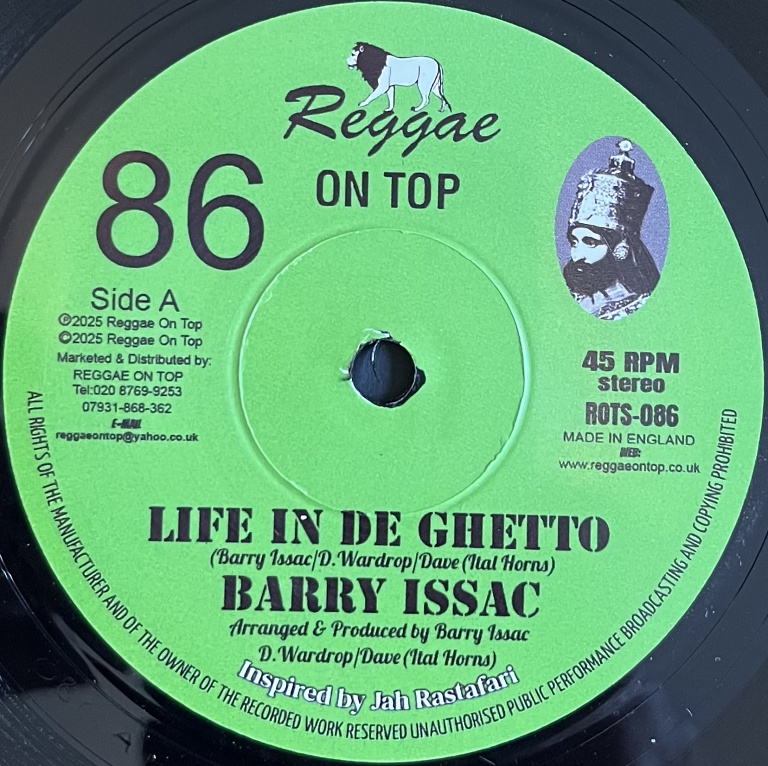 Reggae
ON TOP
86
Side A
℗2025 Reggae On Top
©2025 Reggae On Top
Marketed & Distributed by:
REGGAE ON TOP
Tel:020 8769-9253
07931-868-362
E-MAIL
reggaeontop@yahoo.co.uk
45 RPM
stereo
ROTS-086
MADE IN ENGLAND
WEB:
www.reggaeontop.co.uk
LIFE IN DE GHETTO
(Barry Issac/D.Wardrop/Dave (Ital Horns)
BARRY ISSAC
Arranged & Produced by Barry Issac
D.Wardrop/Dave (Ital Horns)
Inspired by Jah Rastafari
ALL RIGHTS OF THE MANUFACTURER AND OF THE OWNER OF THE RECORDED WORK RESERVED UNAUTHORISED PUBLIC PERFORMANCE BROADCASTING AND COPYING PROHIBITED